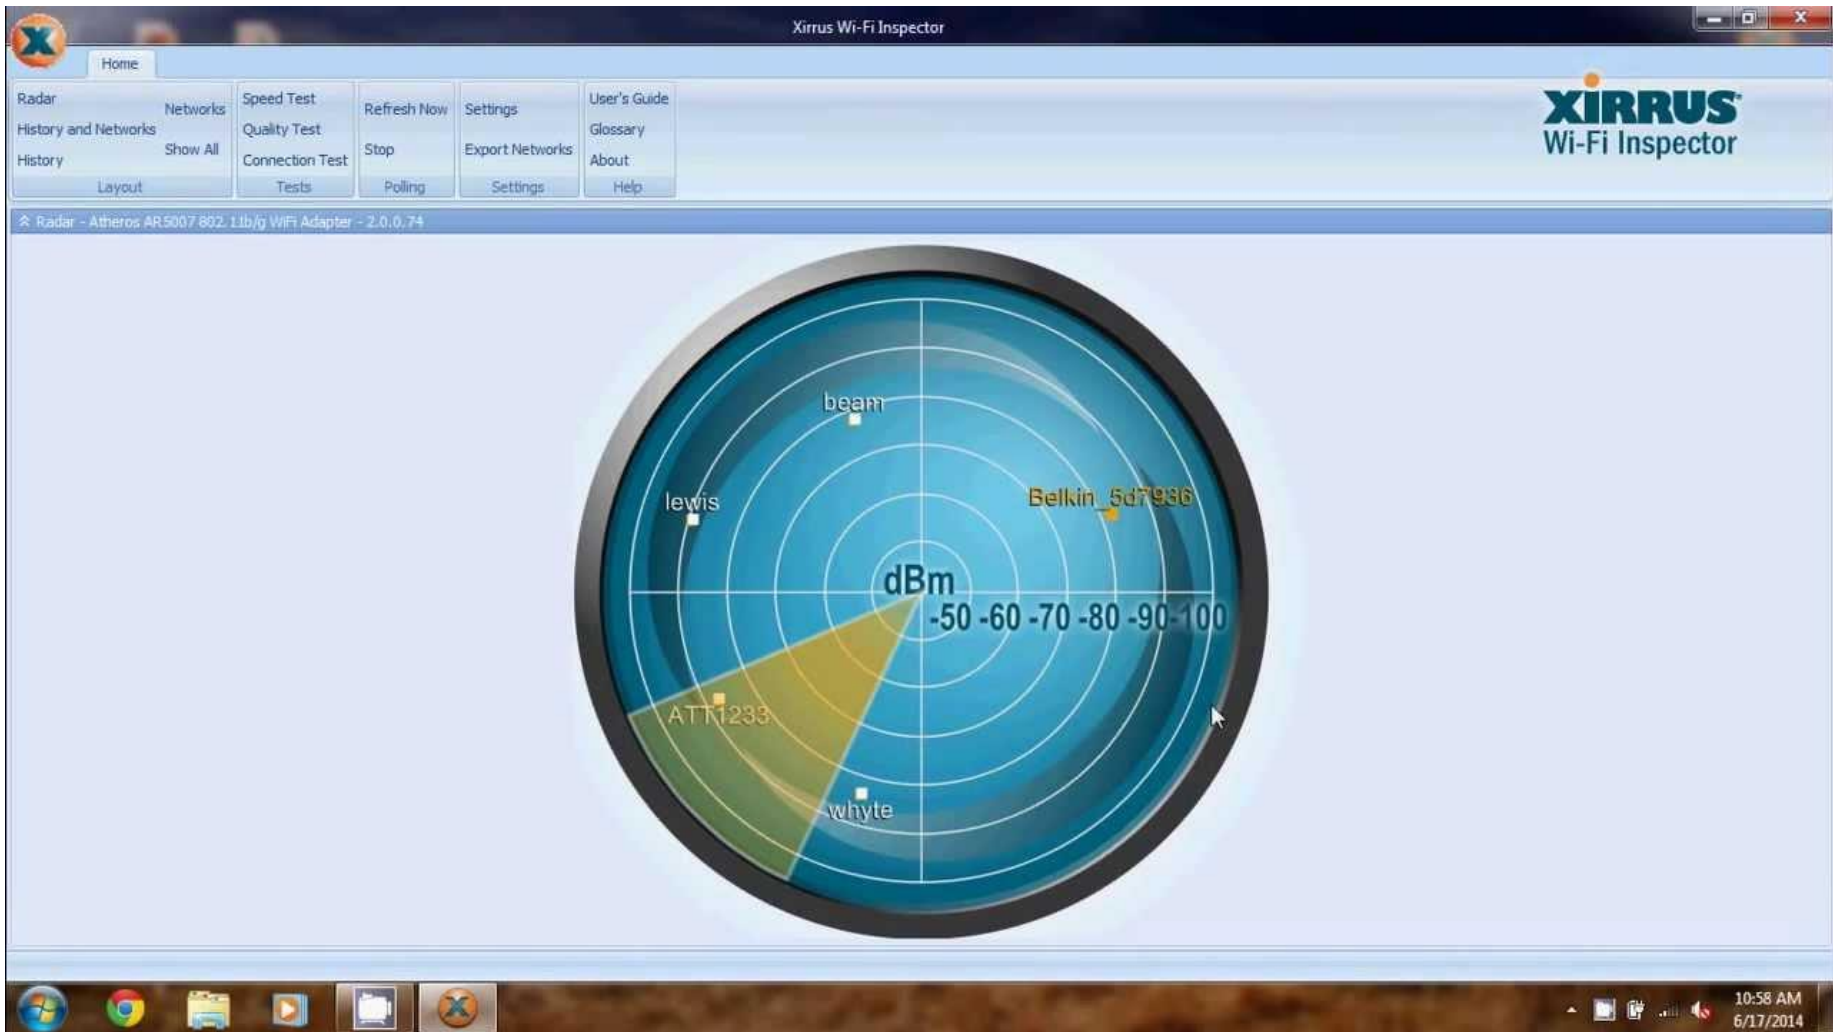 Xirrus Wi-Fi Inspector
Home
Radar
History and Networks
History
Networks
Show All
Layout
Speed Test
Quality Test
Connection Test
Tests
Refresh Now
Stop
Polling
Settings
Export Networks
Settings
User's Guide
Glossary
About
Help
XIRRUS
Wi-Fi Inspector
Radar - Atheros AR5007 802.11b/g WiFi Adapter - 2.0.0.74
beam
lewis
Belkin_5d7936
dBm
-50 -60 -70 -80 -90 -100
ATT1233
whyte
10:58 AM
6/17/2014